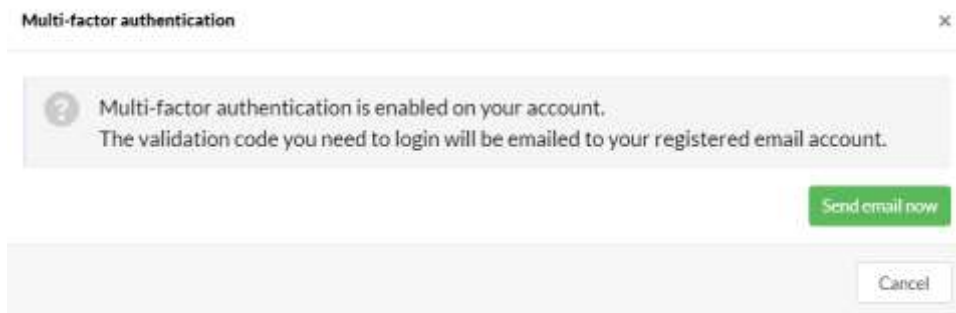 Multi-factor authentication
×
Multi-factor authentication is enabled on your account.
The validation code you need to login will be emailed to your registered email account.
Send email now
Cancel